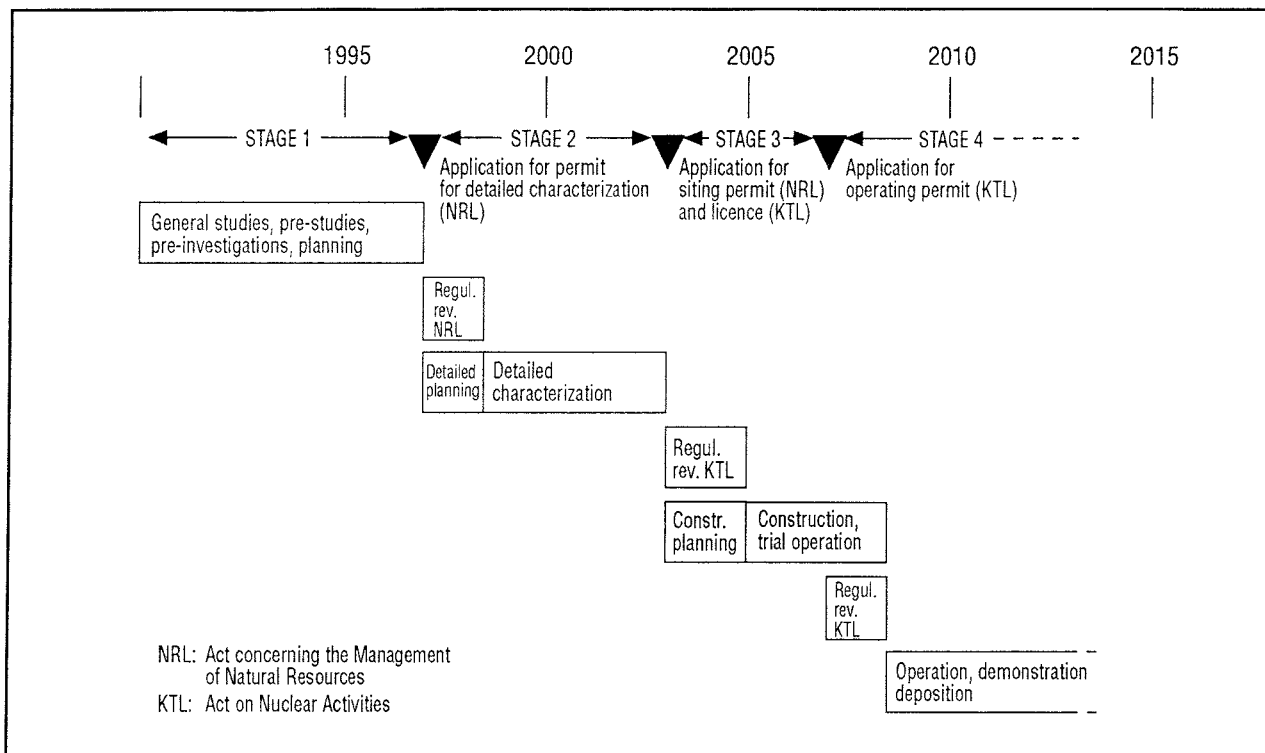 1995 2000 2005 2010 2015
STAGE 1 STAGE 2 STAGE 3 STAGE 4
Application for permit
for detailed characterization
(NRL)
Application for
siting permit (NRL)
and licence (KTL)
Application for
operating permit (KTL)
General studies, pre-studies,
pre-investigations, planning
Regul.
rev.
NRL
Detailed
planning
Detailed
characterization
Regul.
rev. KTL
Constr.
planning
Construction,
trial operation
Regul.
rev.
KTL
Operation, demonstration
deposition
NRL: Act concerning the Management
of Natural Resources
KTL: Act on Nuclear Activities